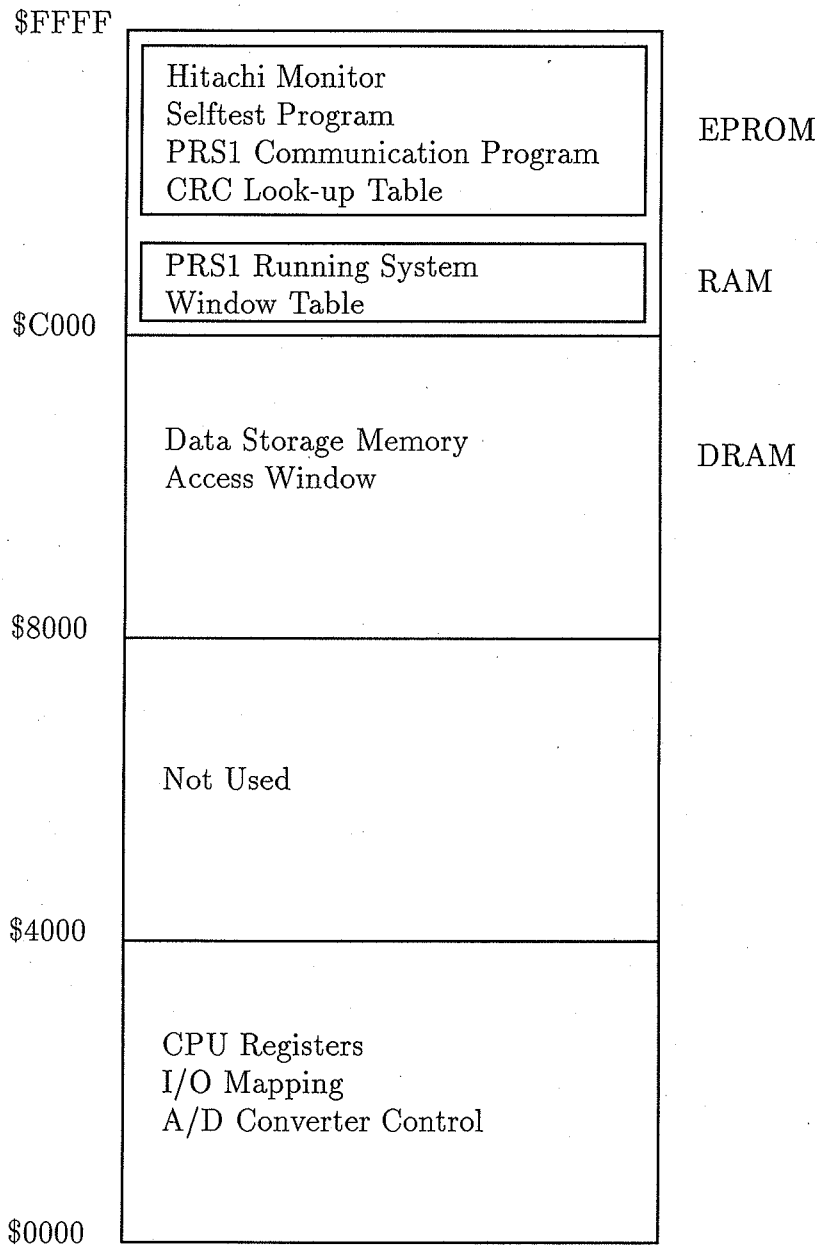 $FFFF
Hitachi Monitor
Selftest Program
PRS1 Communication Program
CRC Look-up Table
EPROM
PRS1 Running System
Window Table
RAM
$C000
Data Storage Memory
Access Window
DRAM
$8000
Not Used
$4000
CPU Registers
I/O Mapping
A/D Converter Control
$0000